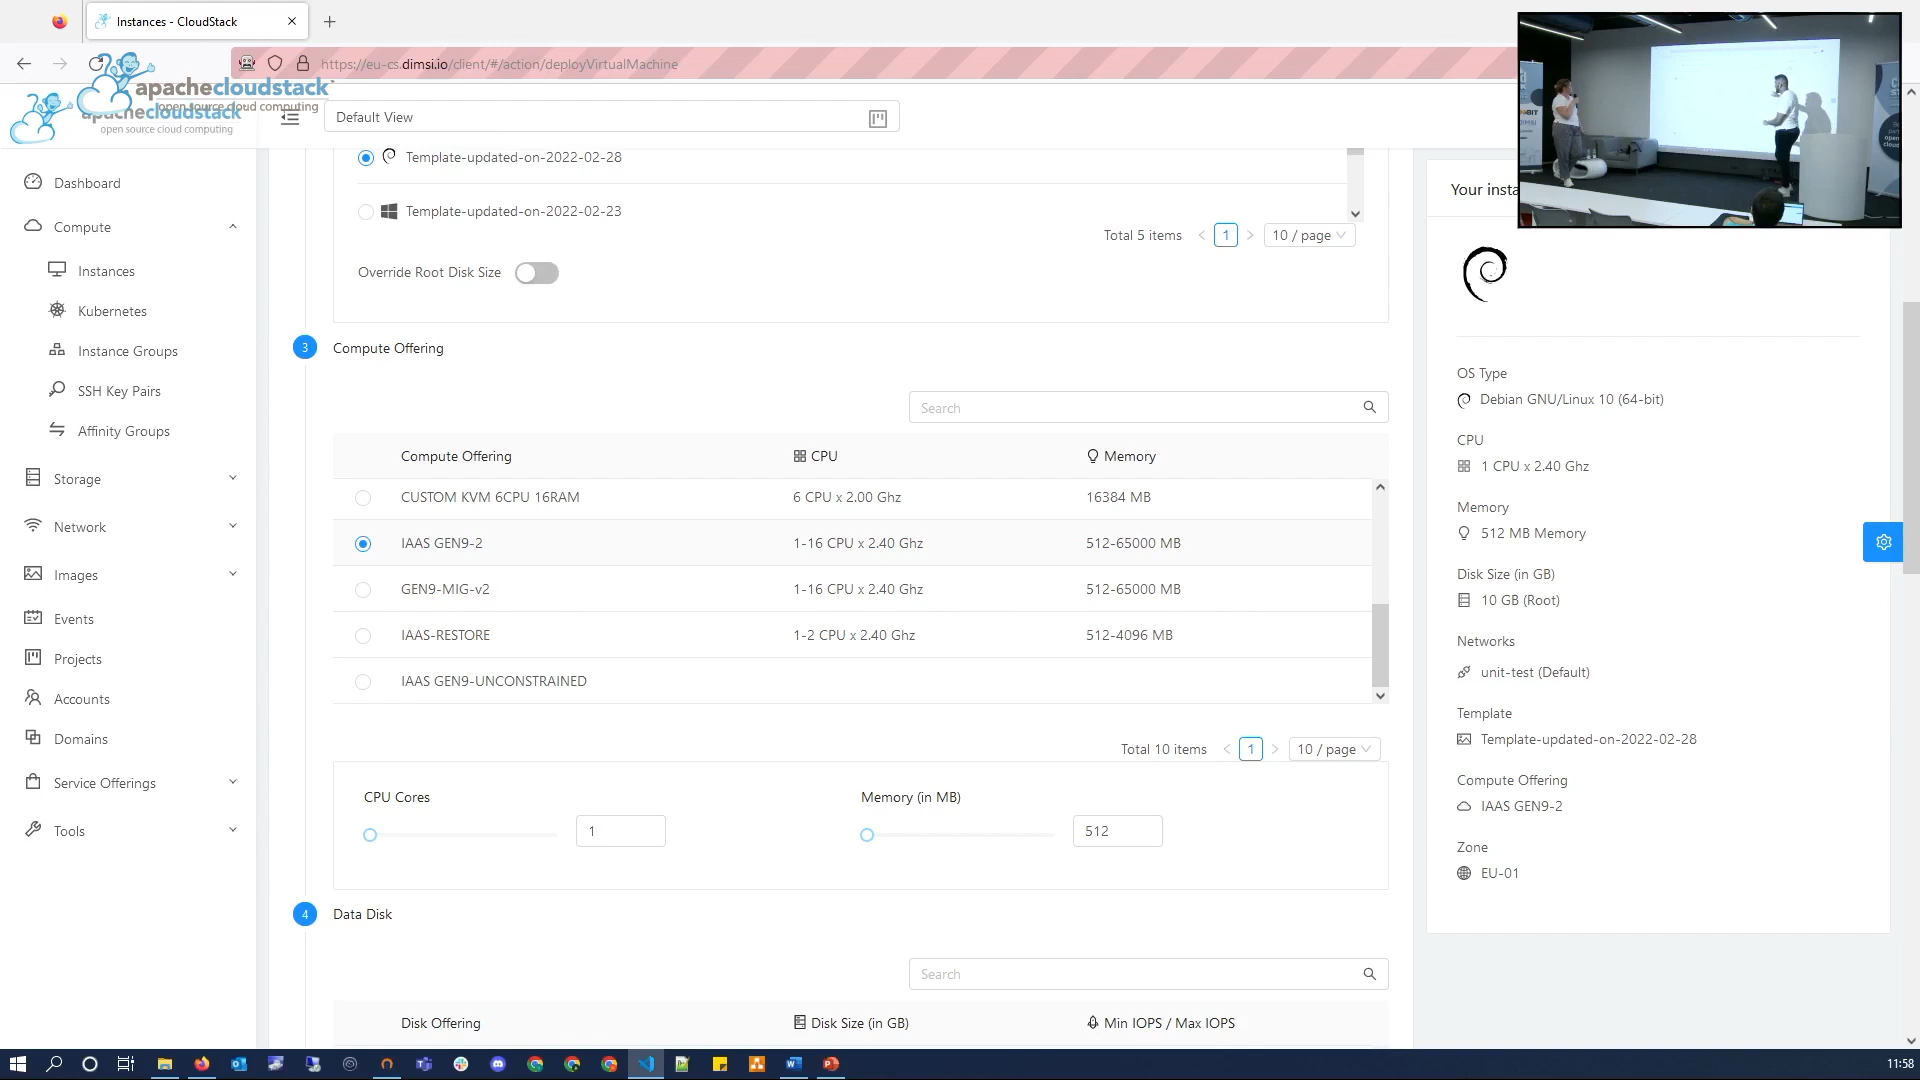 Instances - CloudStack
https://eu-cs.dimsi.io/client/#/action/deployVirtualMachine
apachecloudstack
open source cloud computing
apachecloudstack
open source cloud computing
Default View
Dashboard
Compute
Instances
Kubernetes
Instance Groups
SSH Key Pairs
Affinity Groups
Storage
Network
Images
Events
Projects
Accounts
Domains
Service Offerings
Tools
Template-updated-on-2022-02-28
Template-updated-on-2022-02-23
Total 5 items
1
10 / page
Override Root Disk Size
3
Compute Offering
Search
Compute Offering CPU Memory
CUSTOM KVM 6CPU 16RAM 6 CPU x 2.00 Ghz 16384 MB
IAAS GEN9-2 1-16 CPU x 2.40 Ghz 512-65000 MB
GEN9-MIG-v2 1-16 CPU x 2.40 Ghz 512-65000 MB
IAAS-RESTORE 1-2 CPU x 2.40 Ghz 512-4096 MB
IAAS GEN9-UNCONSTRAINED
Total 10 items
1
10 / page
CPU Cores
1
Memory (in MB)
512
4
Data Disk
Search
Disk Offering Disk Size (in GB) Min IOPS / Max IOPS
Your insta
OS Type
Debian GNU/Linux 10 (64-bit)
CPU
1 CPU x 2.40 Ghz
Memory
512 MB Memory
Disk Size (in GB)
10 GB (Root)
Networks
unit-test (Default)
Template
Template-updated-on-2022-02-28
Compute Offering
IAAS GEN9-2
Zone
EU-01
11:58